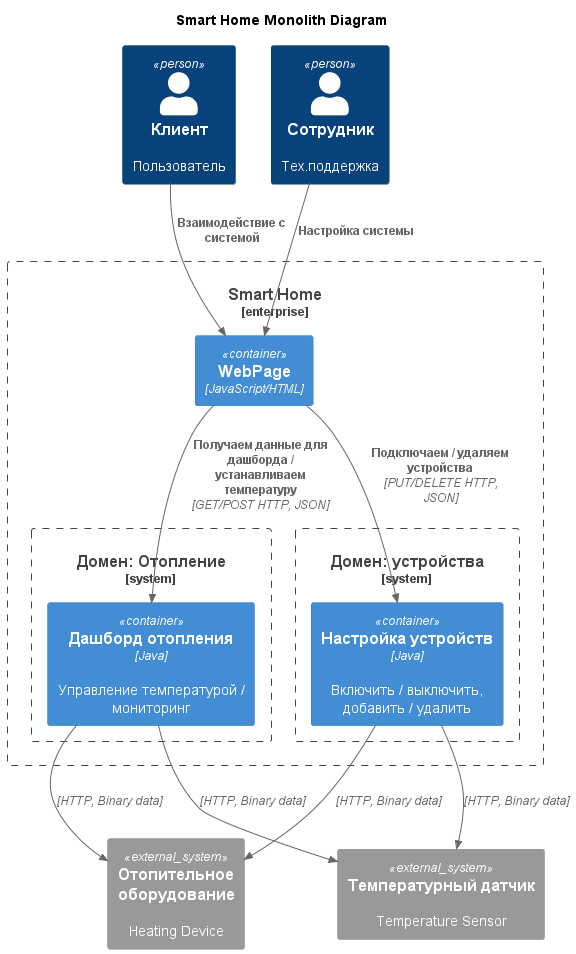 Smart Home Monolith Diagram
«person»
Клиент
Пользователь
«person»
Сотрудник
Тех.поддержка
Взаимодействие с
системой
Настройка системы
Smart Home
[enterprise]
«container»
WebPage
[JavaScript/HTML]
Получаем данные для
дашборда /
устанавливаем
температуру
[GET/POST HTTP, JSON]
Подключаем / удаляем
устройства
[PUT/DELETE HTTP,
JSON]
Домен: Отопление
[system]
Домен: устройства
[system]
«container»
Дашборд отопления
[Java]
Управление температурой /
мониторинг
«container»
Настройка устройств
[Java]
Включить / выключить,
добавить / удалить
[HTTP, Binary data]
[HTTP, Binary data]
[HTTP, Binary data]
[HTTP, Binary data]
«external_system»
Отопительное
оборудование
Heating Device
«external_system»
Температурный датчик
Temperature Sensor